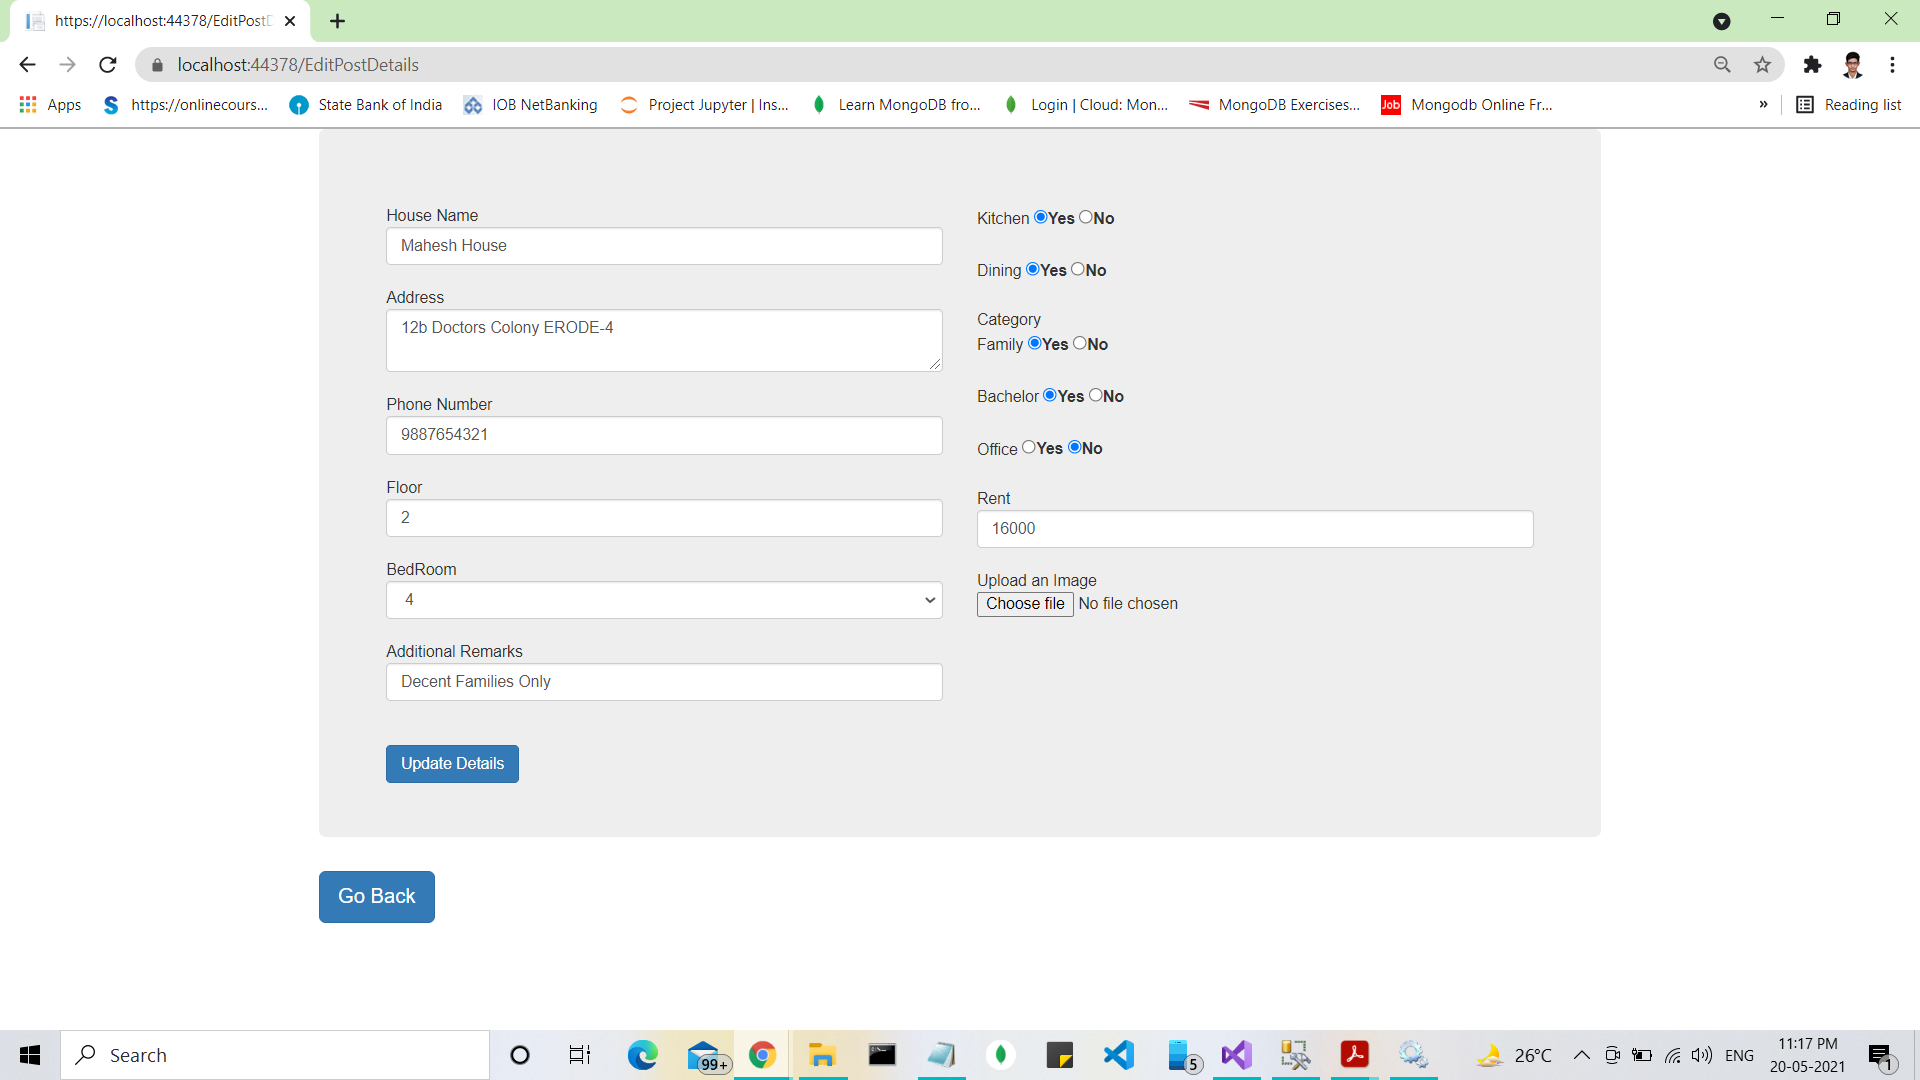 https://localhost:44378/EditPostD
localhost:44378/EditPostDetails
Apps
https://onlinecours...
State Bank of India
IOB NetBanking
Project Jupyter | Ins...
Learn MongoDB fro...
Login | Cloud: Mon...
MongoDB Exercises...
Job
Mongodb Online Fr...
»
Reading list
House Name
Mahesh House
Address
12b Doctors Colony ERODE-4
Phone Number
9887654321
Floor
2
BedRoom
4
Additional Remarks
Decent Families Only
Update Details
Kitchen Yes No
Dining Yes No
Category
Family Yes No
Bachelor Yes No
Office Yes No
Rent
16000
Upload an Image
Choose file No file chosen
Go Back
Search
99+
5
26°C
ENG
11:17 PM
20-05-2021
1